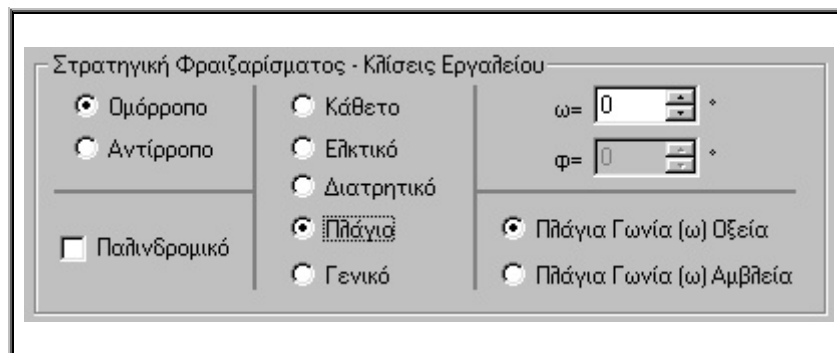 Στρατηγική Φραιζαρίσματος - Κλίσεις Εργαλείου
Ομόρροπο
Αντίρροπο
Παλινδρομικό
Κάθετο
Ελκτικό
Διατρητικό
Πλάγιο
Γενικό
ω= 0 °
φ= 0 °
Πλάγια Γωνία (ω) Οξεία
Πλάγια Γωνία (ω) Αμβλεία